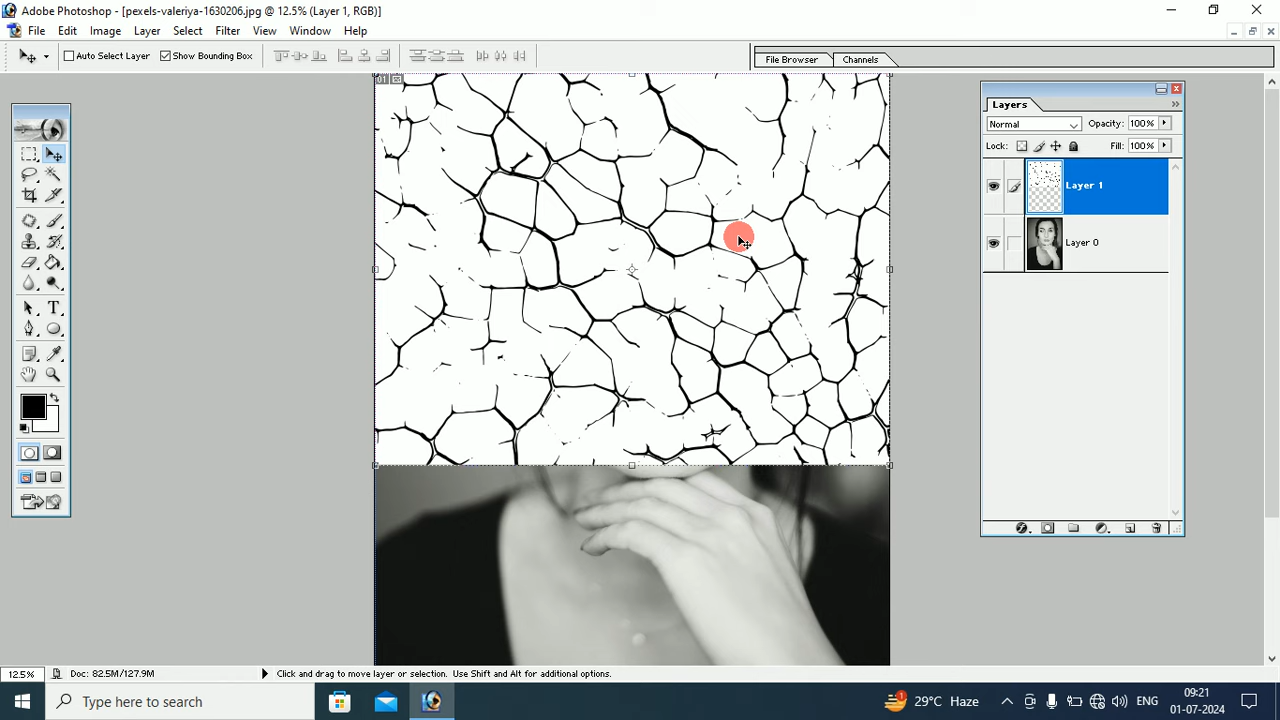 Adobe Photoshop - [pexels-valeriya-1630206.jpg @ 12.5% (Layer 1, RGB)]
File Edit Image Layer Select Filter View Window Help
Auto Select Layer Show Bounding Box
File Browser Channels
01
Layers
Normal Opacity: 100%
Lock: Fill: 100%
Layer 1
Layer 0
T
12.5% Doc: 82.5M/127.9M Click and drag to move layer or selection. Use Shift and Alt for additional options.
Type here to search
1
29°C Haze
ENG
09:21
01-07-2024